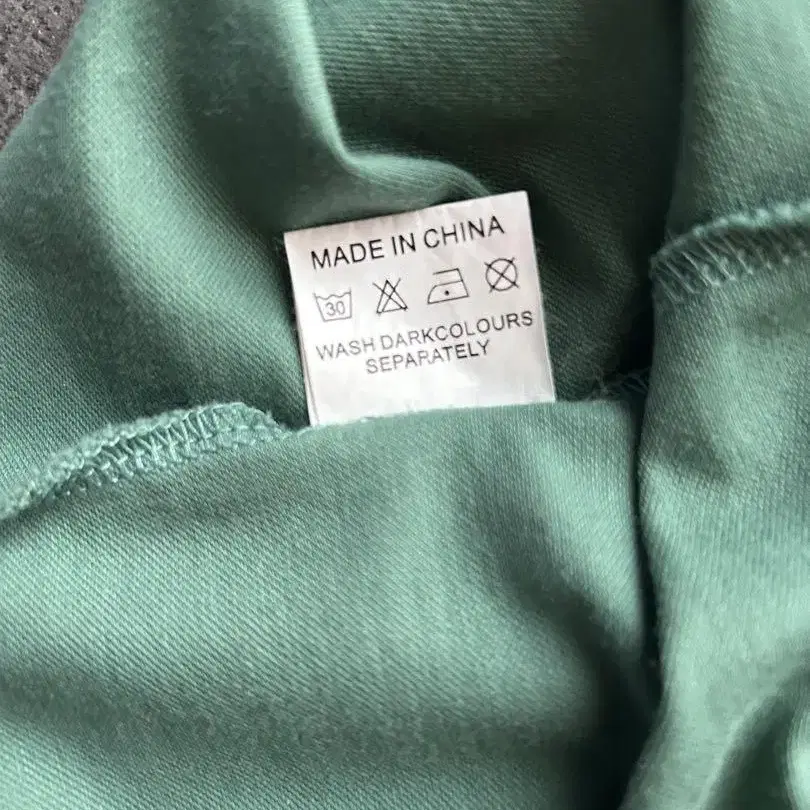 MADE IN CHINA
30
WASH DARKCOLOURS
SEPARATELY